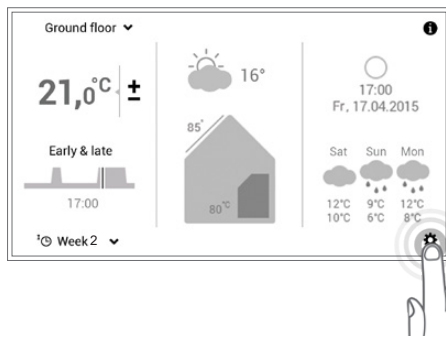 Ground floor
21,0°C ±
Early & late
17:00
Week 2
16°
85°
80°C
17:00
Fr, 17.04.2015
Sat Sun Mon
12°C 9°C 12°C
10°C 6°C 8°C